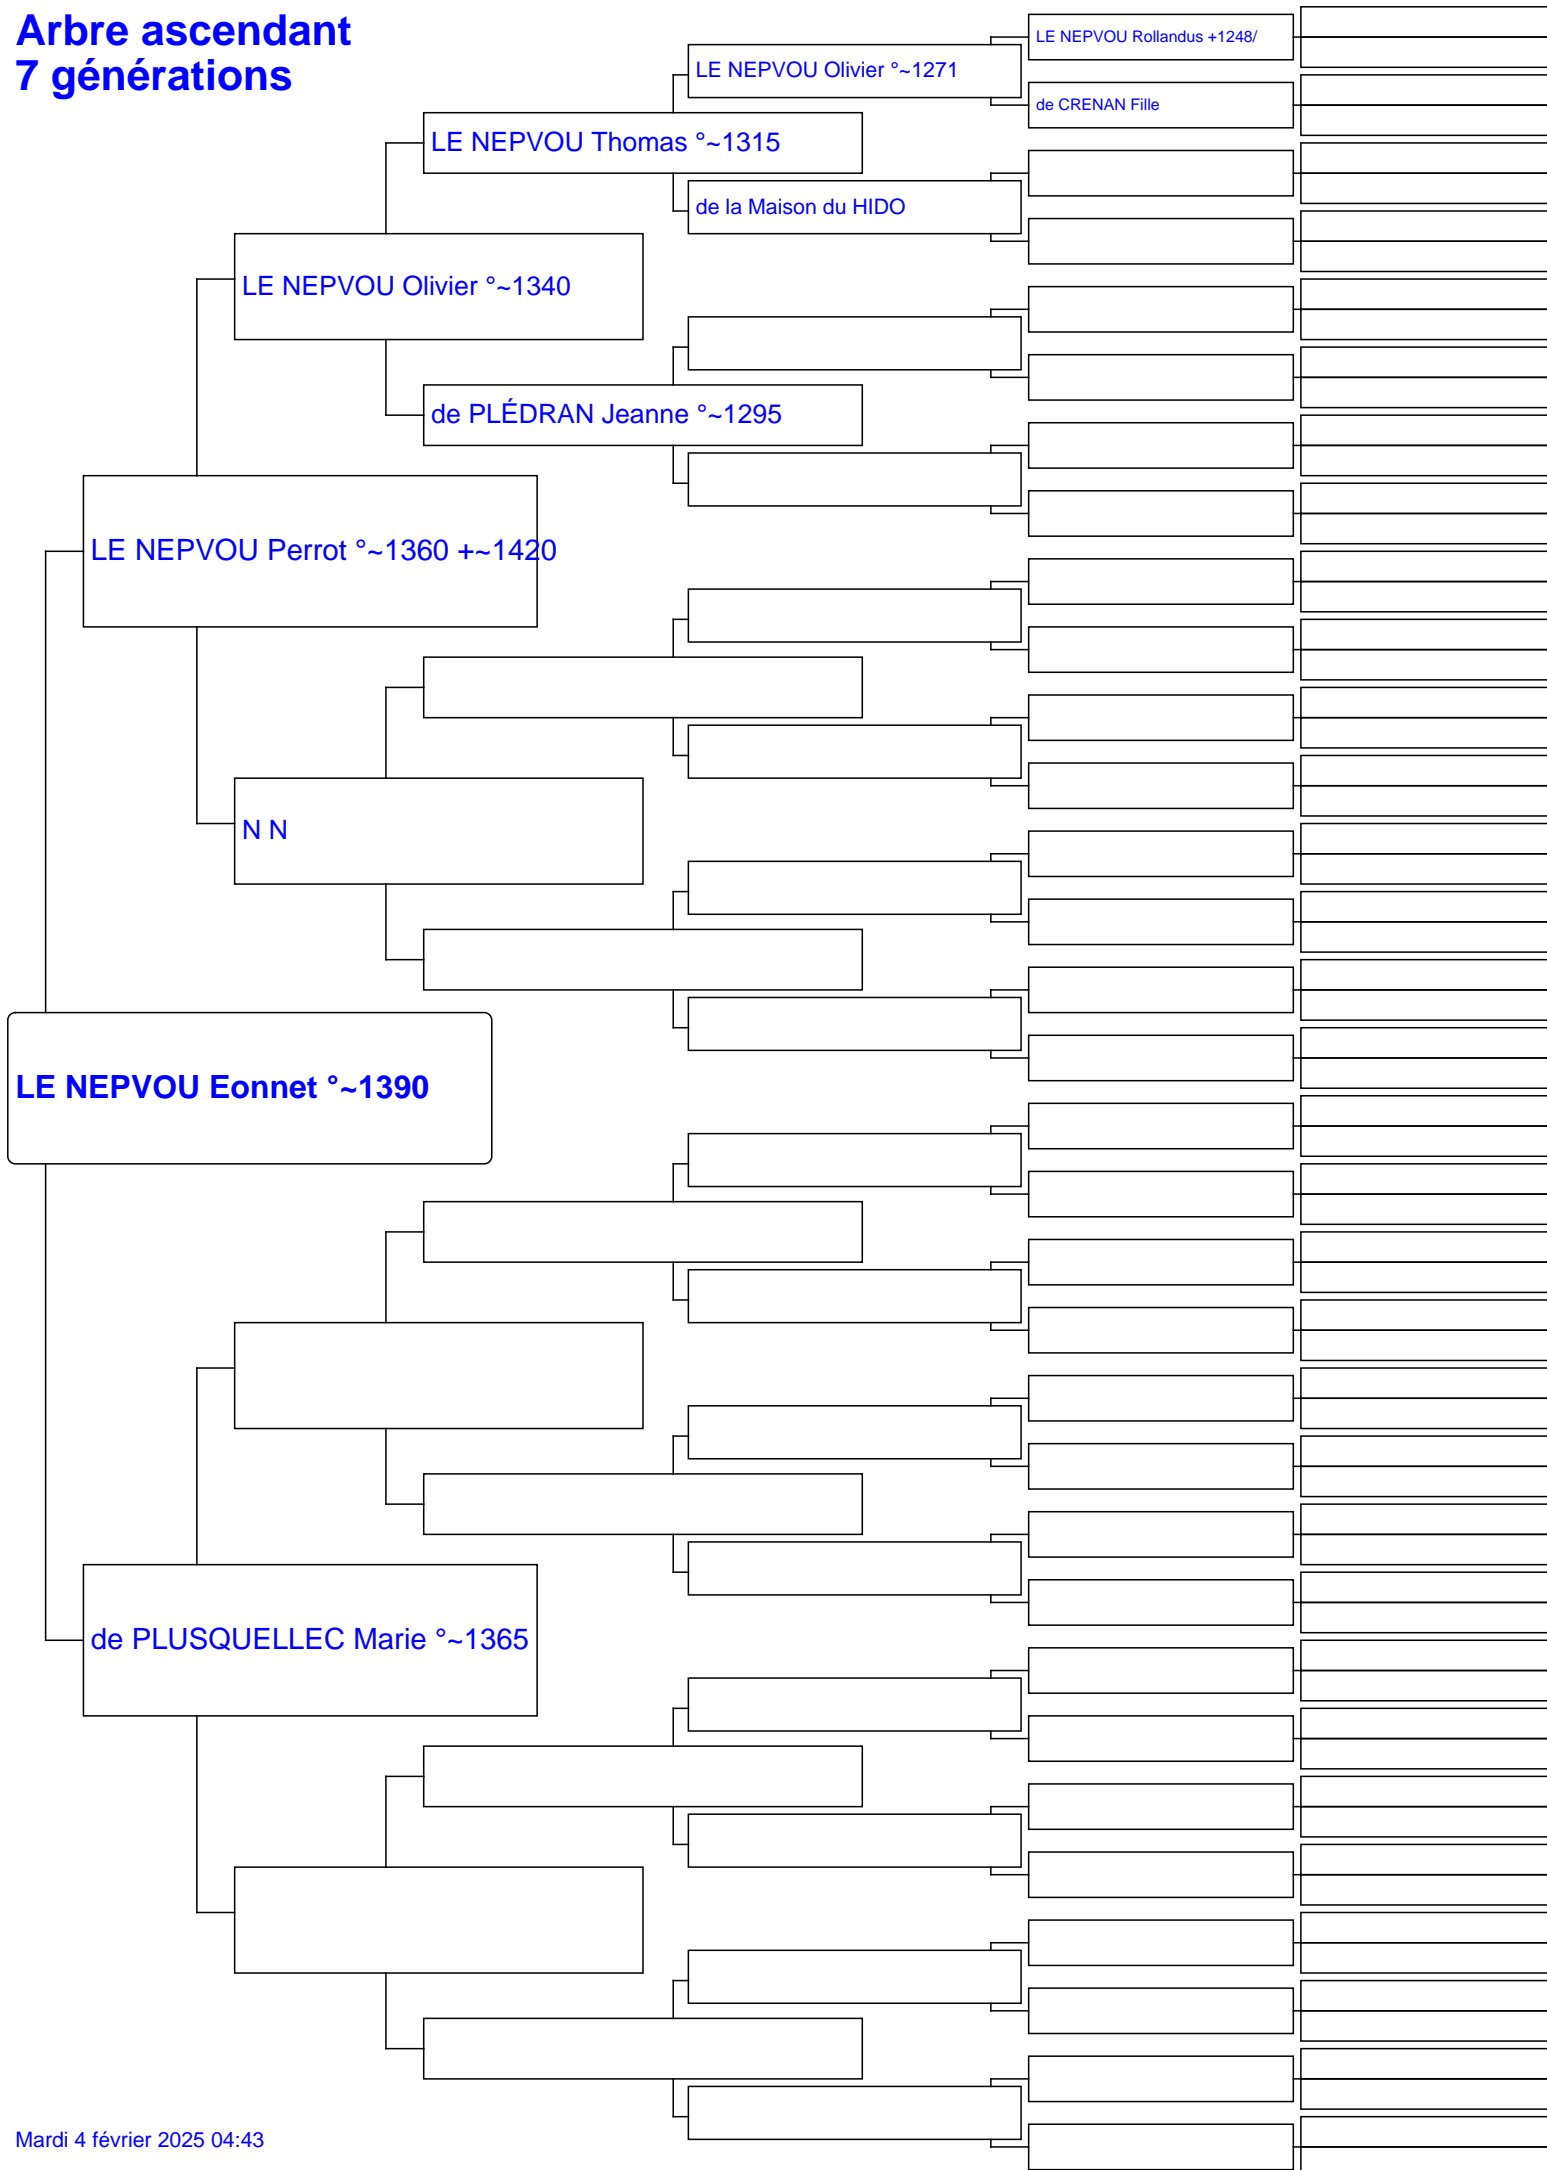 Arbre ascendant
7 générations
LE NEPVOU Rollandus +1248/
LE NEPVOU Olivier °~1271
de CRENAN Fille
LE NEPVOU Thomas °~1315
de la Maison du HIDO
LE NEPVOU Olivier °~1340
de PLÉDRAN Jeanne °~1295
LE NEPVOU Perrot °~1360 +~1420
N N
LE NEPVOU Eonnet °~1390
de PLUSQUELLEC Marie °~1365
Mardi 4 février 2025 04:43